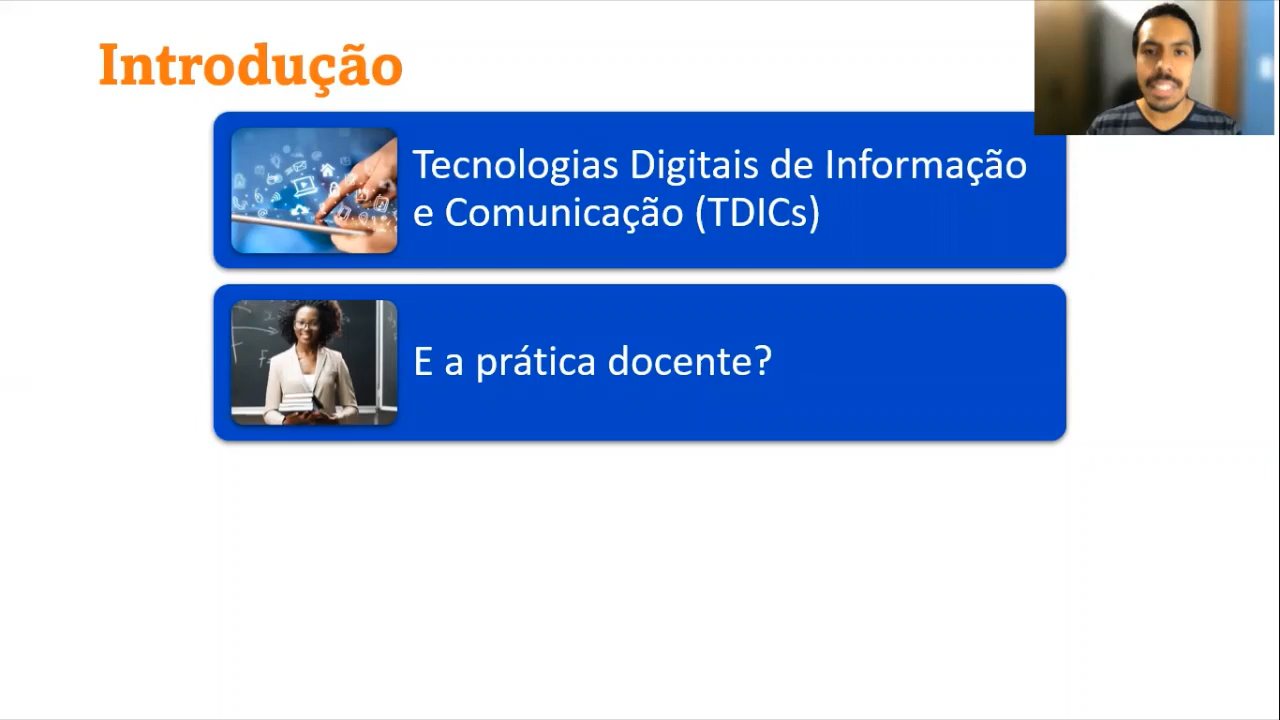 Introdução
Tecnologias Digitais de Informação
e Comunicação (TDICs)
E a prática docente?